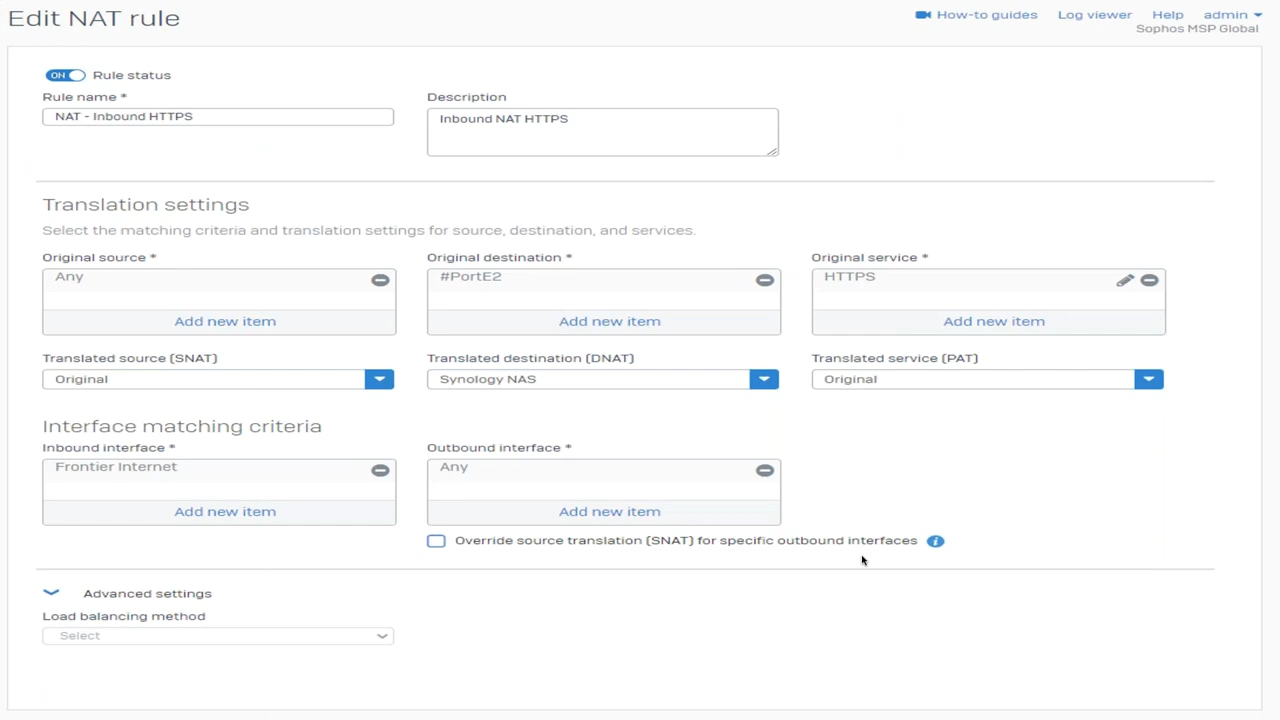 Edit NAT rule
How-to guides Log viewer Help admin
Sophos MSP Global
ON Rule status
Rule name * Description
NAT - Inbound HTTPS Inbound NAT HTTPS
Translation settings
Select the matching criteria and translation settings for source, destination, and services.
Original source * Original destination * Original service *
Any #PortE2 HTTPS
Add new item Add new item Add new item
Translated source (SNAT) Translated destination (DNAT) Translated service (PAT)
Original Synology NAS Original
Interface matching criteria
Inbound interface * Outbound interface *
Frontier Internet Any
Add new item Add new item
Override source translation (SNAT) for specific outbound interfaces
Advanced settings
Load balancing method
Select